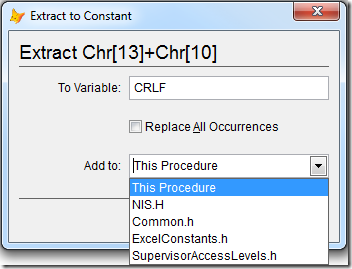 Extract to Constant
Extract Chr[13]+Chr[10]
To Variable: CRLF
Replace All Occurrences
Add to: This Procedure
This Procedure
NIS.H
Common.h
ExcelConstants.h
SupervisorAccessLevels.h